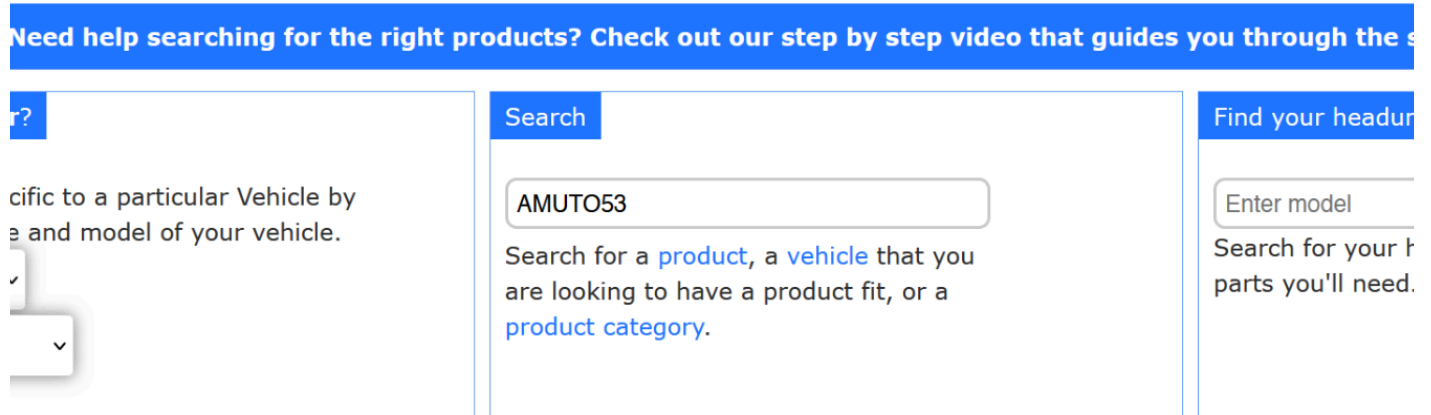 Need help searching for the right products? Check out our step by step video that guides you through the
r?
cific to a particular Vehicle by
e and model of your vehicle.
Search
AMUTO53
Search for a product, a vehicle that you
are looking to have a product fit, or a
product category.
Find your headur
Enter model
Search for your h
parts you'll need.